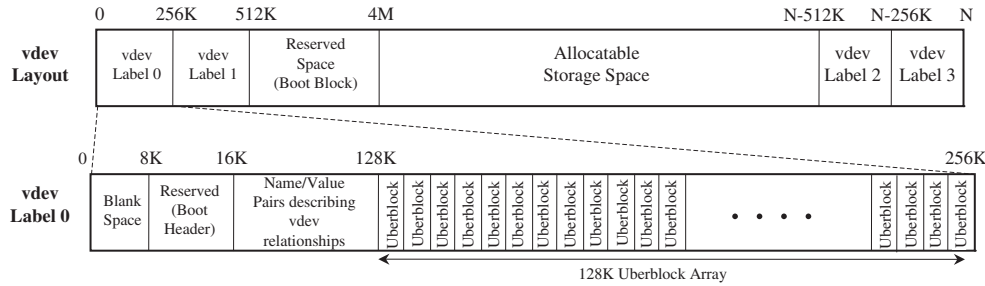 0 256K 512K 4M N-512K N-256K N
vdev
Layout
vdev
Label 0
vdev
Label 1
Reserved
Space
(Boot Block)
Allocatable
Storage Space
vdev
Label 2
vdev
Label 3
0 8K 16K 128K 256K
vdev
Label 0
Blank
Space
Reserved
(Boot
Header)
Name/Value
Pairs describing
vdev
relationships
Uberblock
Uberblock
Uberblock
Uberblock
Uberblock
Uberblock
Uberblock
Uberblock
Uberblock
Uberblock
Uberblock
Uberblock
• • • •
Uberblock
Uberblock
Uberblock
Uberblock
128K Uberblock Array